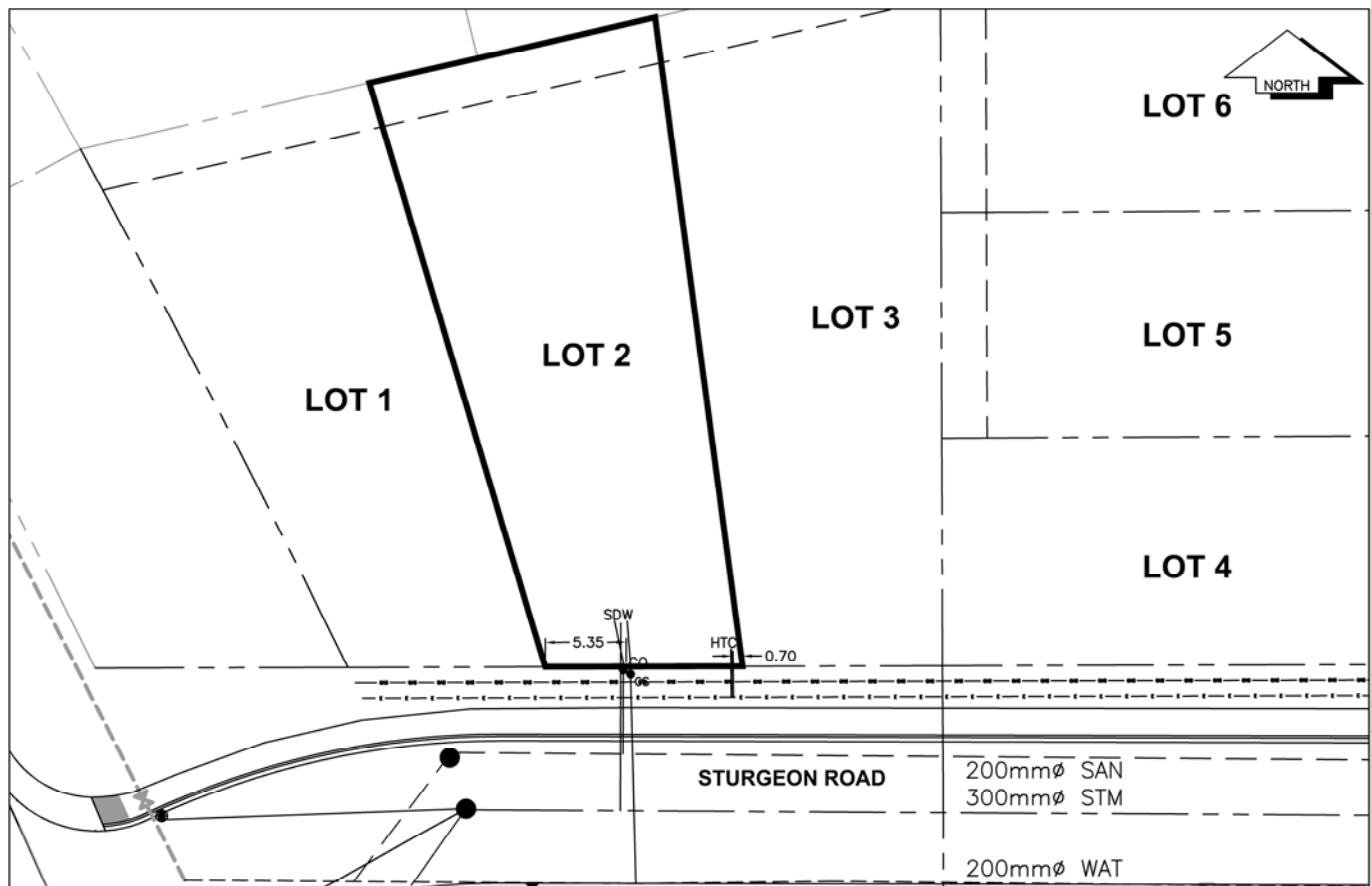 NORTH
LOT 6
LOT 3
LOT 5
LOT 2
LOT 1
LOT 4
SDW
5.35
HTC
0.70
CO
STURGEON ROAD
200mmø SAN
300mmø STM
200mmø WAT